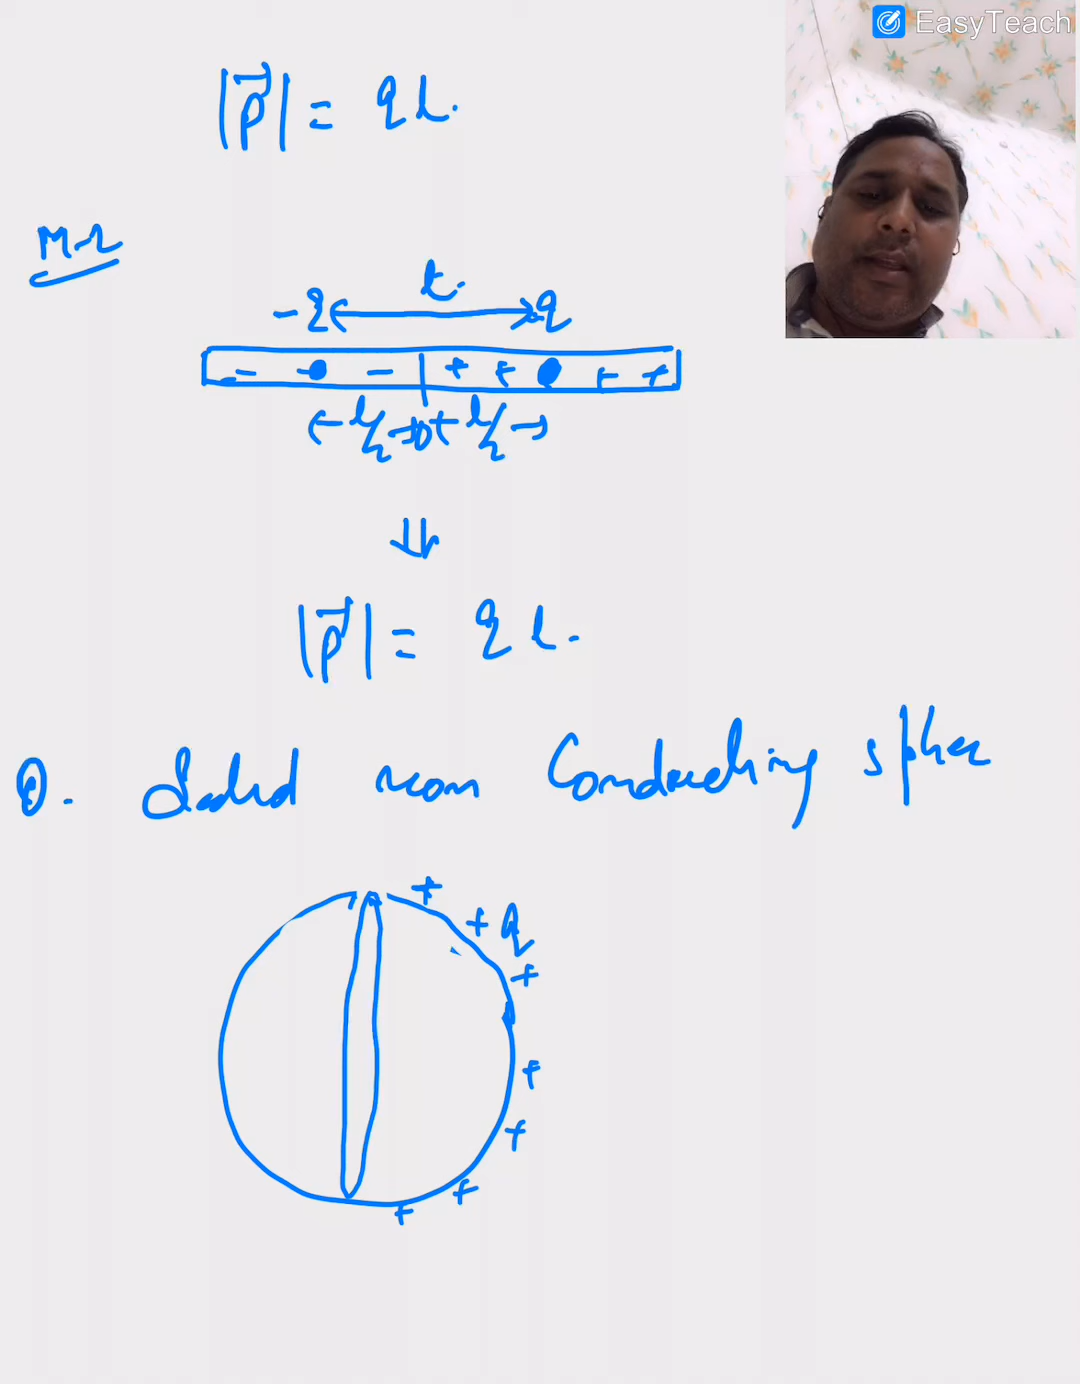 EasyTeach
|p⃗| = ql.
M-2
-q l. q
- - - + + + +
l/2 O l/2
⇓
|p⃗| = ql.
Q. Solid non Conducting sphere
+
+ Q
+
+
+
+
+